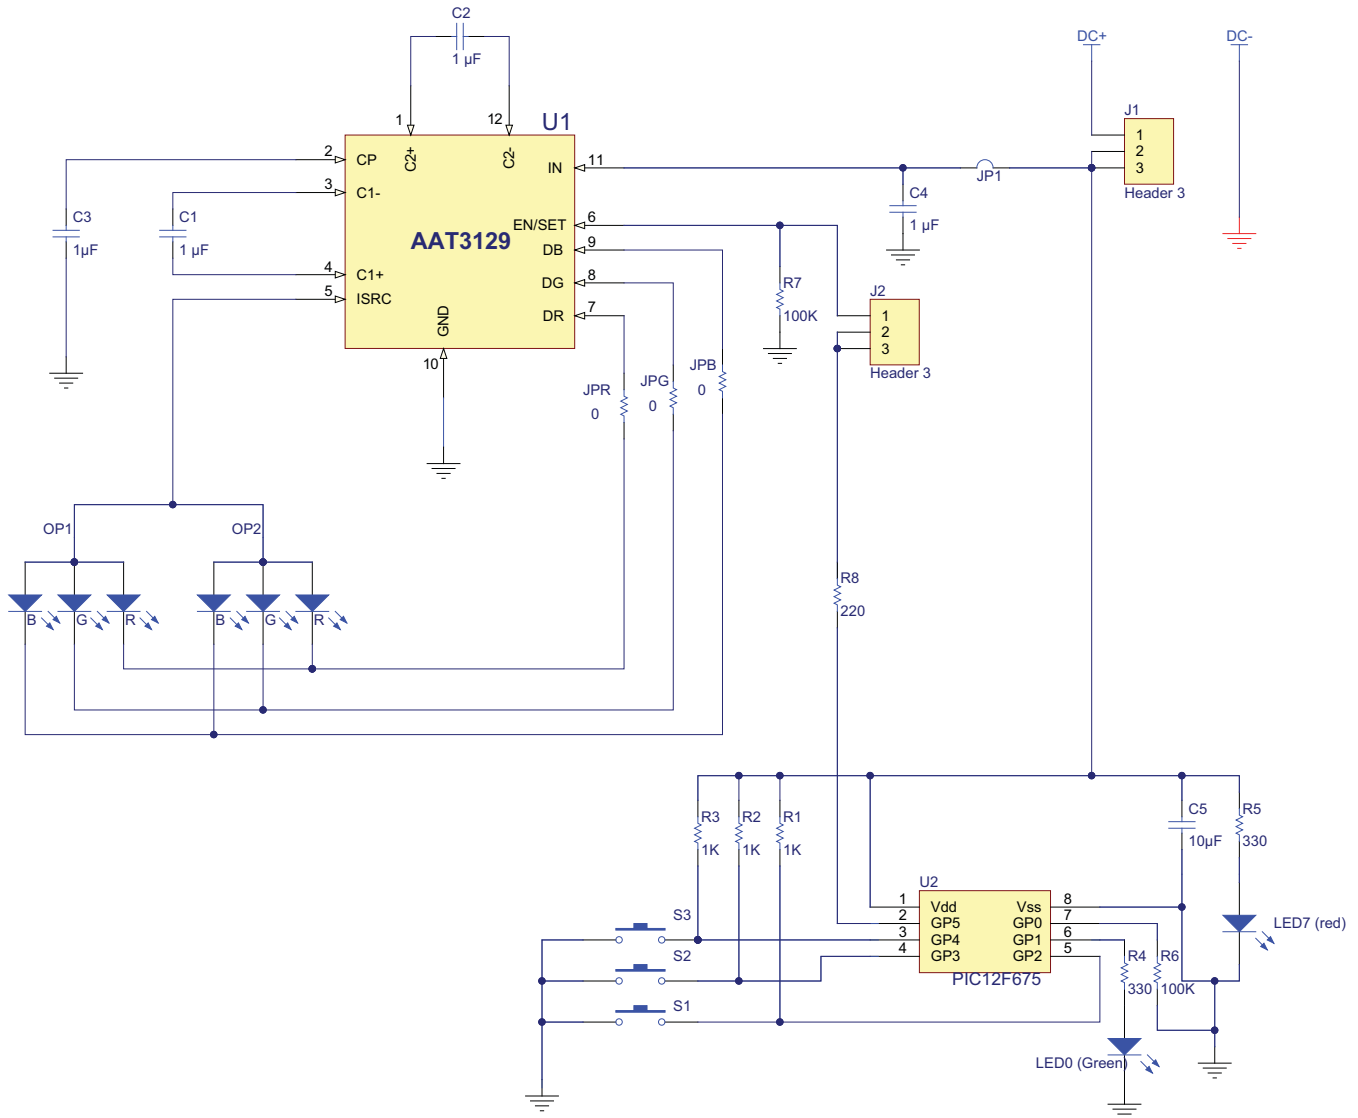 C2
1 µF
DC+
DC-
J1
1
2
3
Header 3
U1
1
12
C2+
C2-
2
CP
3
C1-
4
C1+
5
ISRC
AAT3129
GND
10
IN
11
EN/SET
6
DB
9
DG
8
DR
7
C3
1µF
C1
1 µF
C4
1 µF
JP1
R7
100K
J2
1
2
3
Header 3
JPR
0
JPG
0
JPB
0
OP1
OP2
B
G
R
B
G
R
R8
220
R3
1K
R2
1K
R1
1K
C5
10µF
R5
330
U2
1
Vdd
2
GP5
3
GP4
4
GP3
Vss
8
GP0
7
GP1
6
GP2
5
PIC12F675
S3
S2
S1
R4
330
R6
100K
LED7 (red)
LED0 (Green)